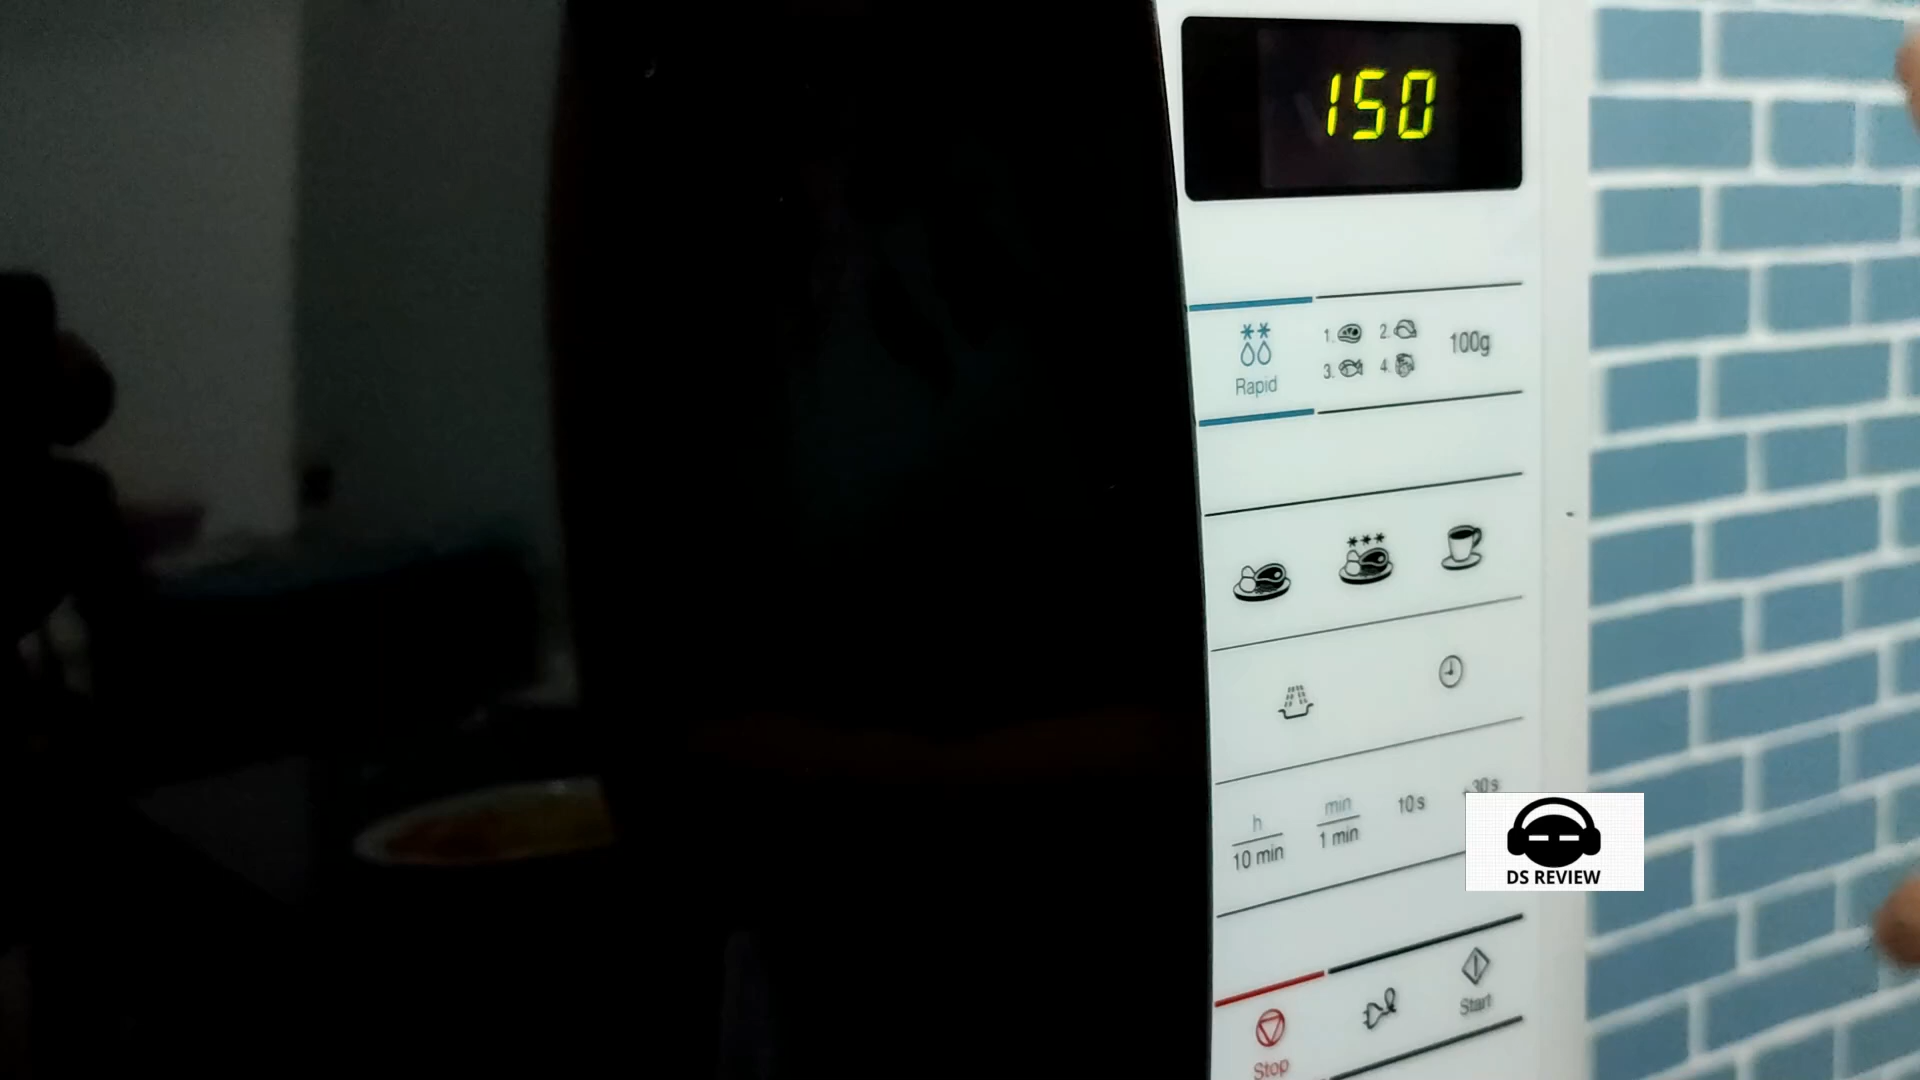 150
Rapid
1. 2. 100g
3. 4.
h min 10s +30s
10 min 1 min
DS REVIEW
Start
Stop